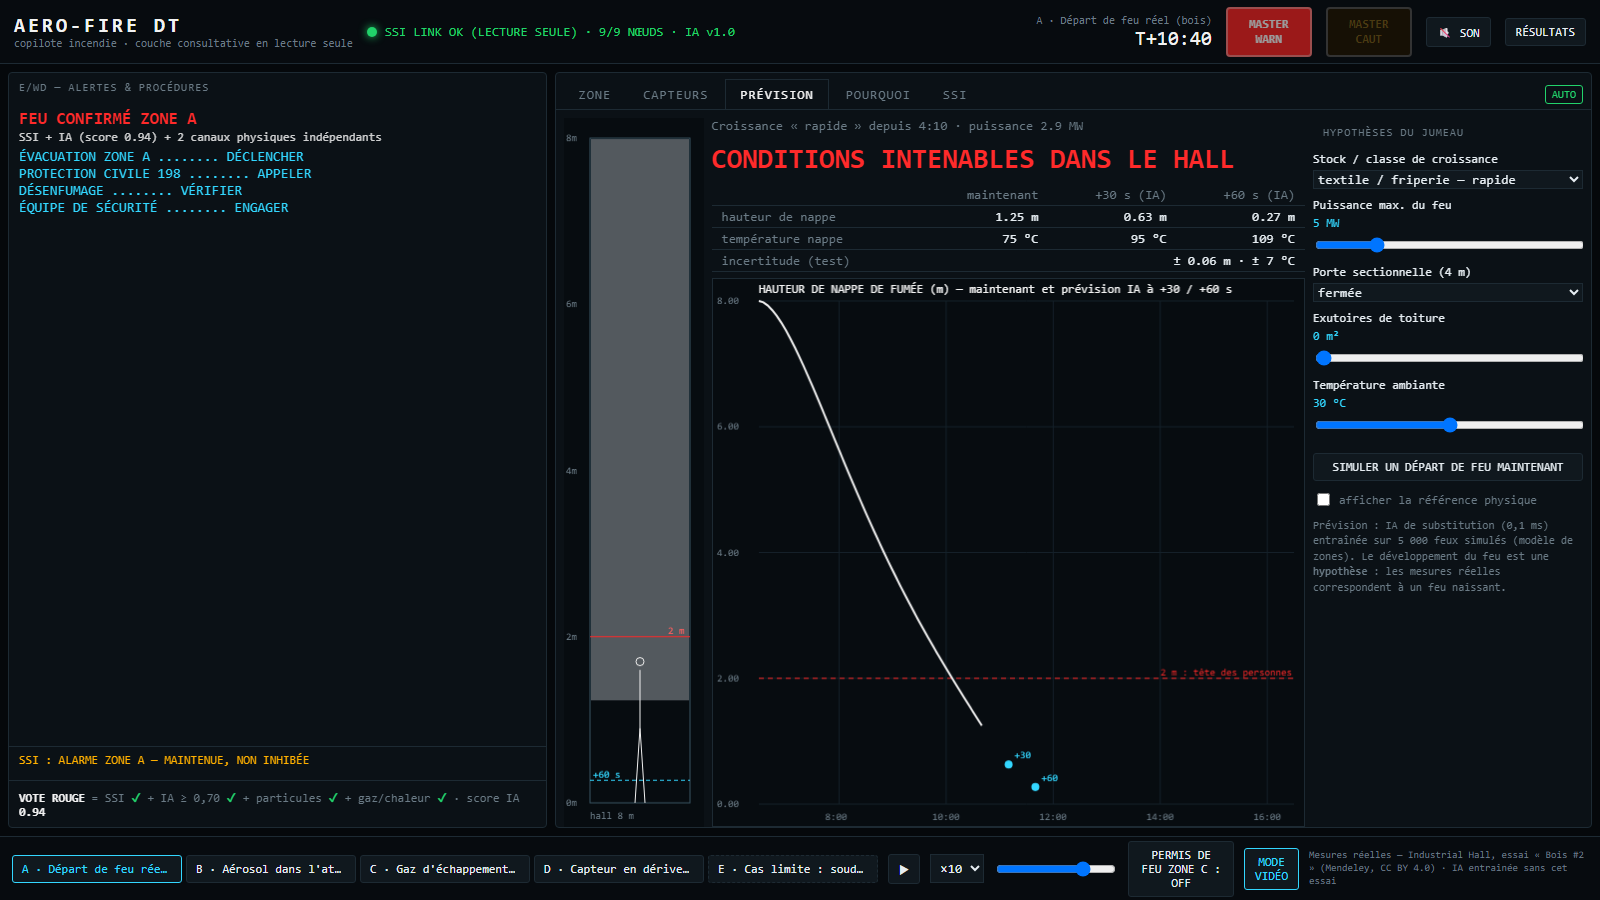 AERO-FIRE DT
copilote incendie · couche consultative en lecture seule
SSI LINK OK (LECTURE SEULE) · 9/9 NŒUDS · IA v1.0
A · Départ de feu réel (bois)
T+10:40
MASTER WARN
MASTER CAUT
SON
RÉSULTATS
E/WD — ALERTES & PROCÉDURES
FEU CONFIRMÉ ZONE A
SSI + IA (score 0.94) + 2 canaux physiques indépendants
ÉVACUATION ZONE A ........ DÉCLENCHER
PROTECTION CIVILE 198 ........ APPELER
DÉSENFUMAGE ........ VÉRIFIER
ÉQUIPE DE SÉCURITÉ ........ ENGAGER
SSI : ALARME ZONE A — MAINTENUE, NON INHIBÉE
VOTE ROUGE = SSI ✓ + IA ≥ 0,70 ✓ + particules ✓ + gaz/chaleur ✓ · score IA
0.94
ZONE CAPTEURS PRÉVISION POURQUOI SSI
AUTO
8m
6m
4m
2m
2 m
+60 s
0m
hall 8 m
Croissance « rapide » depuis 4:10 · puissance 2.9 MW
CONDITIONS INTENABLES DANS LE HALL
maintenant +30 s (IA) +60 s (IA)
hauteur de nappe 1.25 m 0.63 m 0.27 m
température nappe 75 °C 95 °C 109 °C
incertitude (test) ± 0.06 m · ± 7 °C
HAUTEUR DE NAPPE DE FUMÉE (m) — maintenant et prévision IA à +30 / +60 s
8.00
6.00
4.00
2.00
0.00
2 m : tête des personnes
+30
+60
8:00 10:00 12:00 14:00 16:00
HYPOTHÈSES DU JUMEAU
Stock / classe de croissance
textile / friperie — rapide
Puissance max. du feu
5 MW
Porte sectionnelle (4 m)
fermée
Exutoires de toiture
0 m²
Température ambiante
30 °C
SIMULER UN DÉPART DE FEU MAINTENANT
afficher la référence physique
Prévision : IA de substitution (0,1 ms)
entraînée sur 5 000 feux simulés (modèle de
zones). Le développement du feu est une
hypothèse : les mesures réelles
correspondent à un feu naissant.
A · Départ de feu rée…
B · Aérosol dans l'at…
C · Gaz d'échappement…
D · Capteur en dérive…
E · Cas limite : soud…
x10
PERMIS DE
FEU ZONE C :
OFF
MODE
VIDÉO
Mesures réelles — Industrial Hall, essai « Bois #2
» (Mendeley, CC BY 4.0) · IA entrainée sans cet
essai